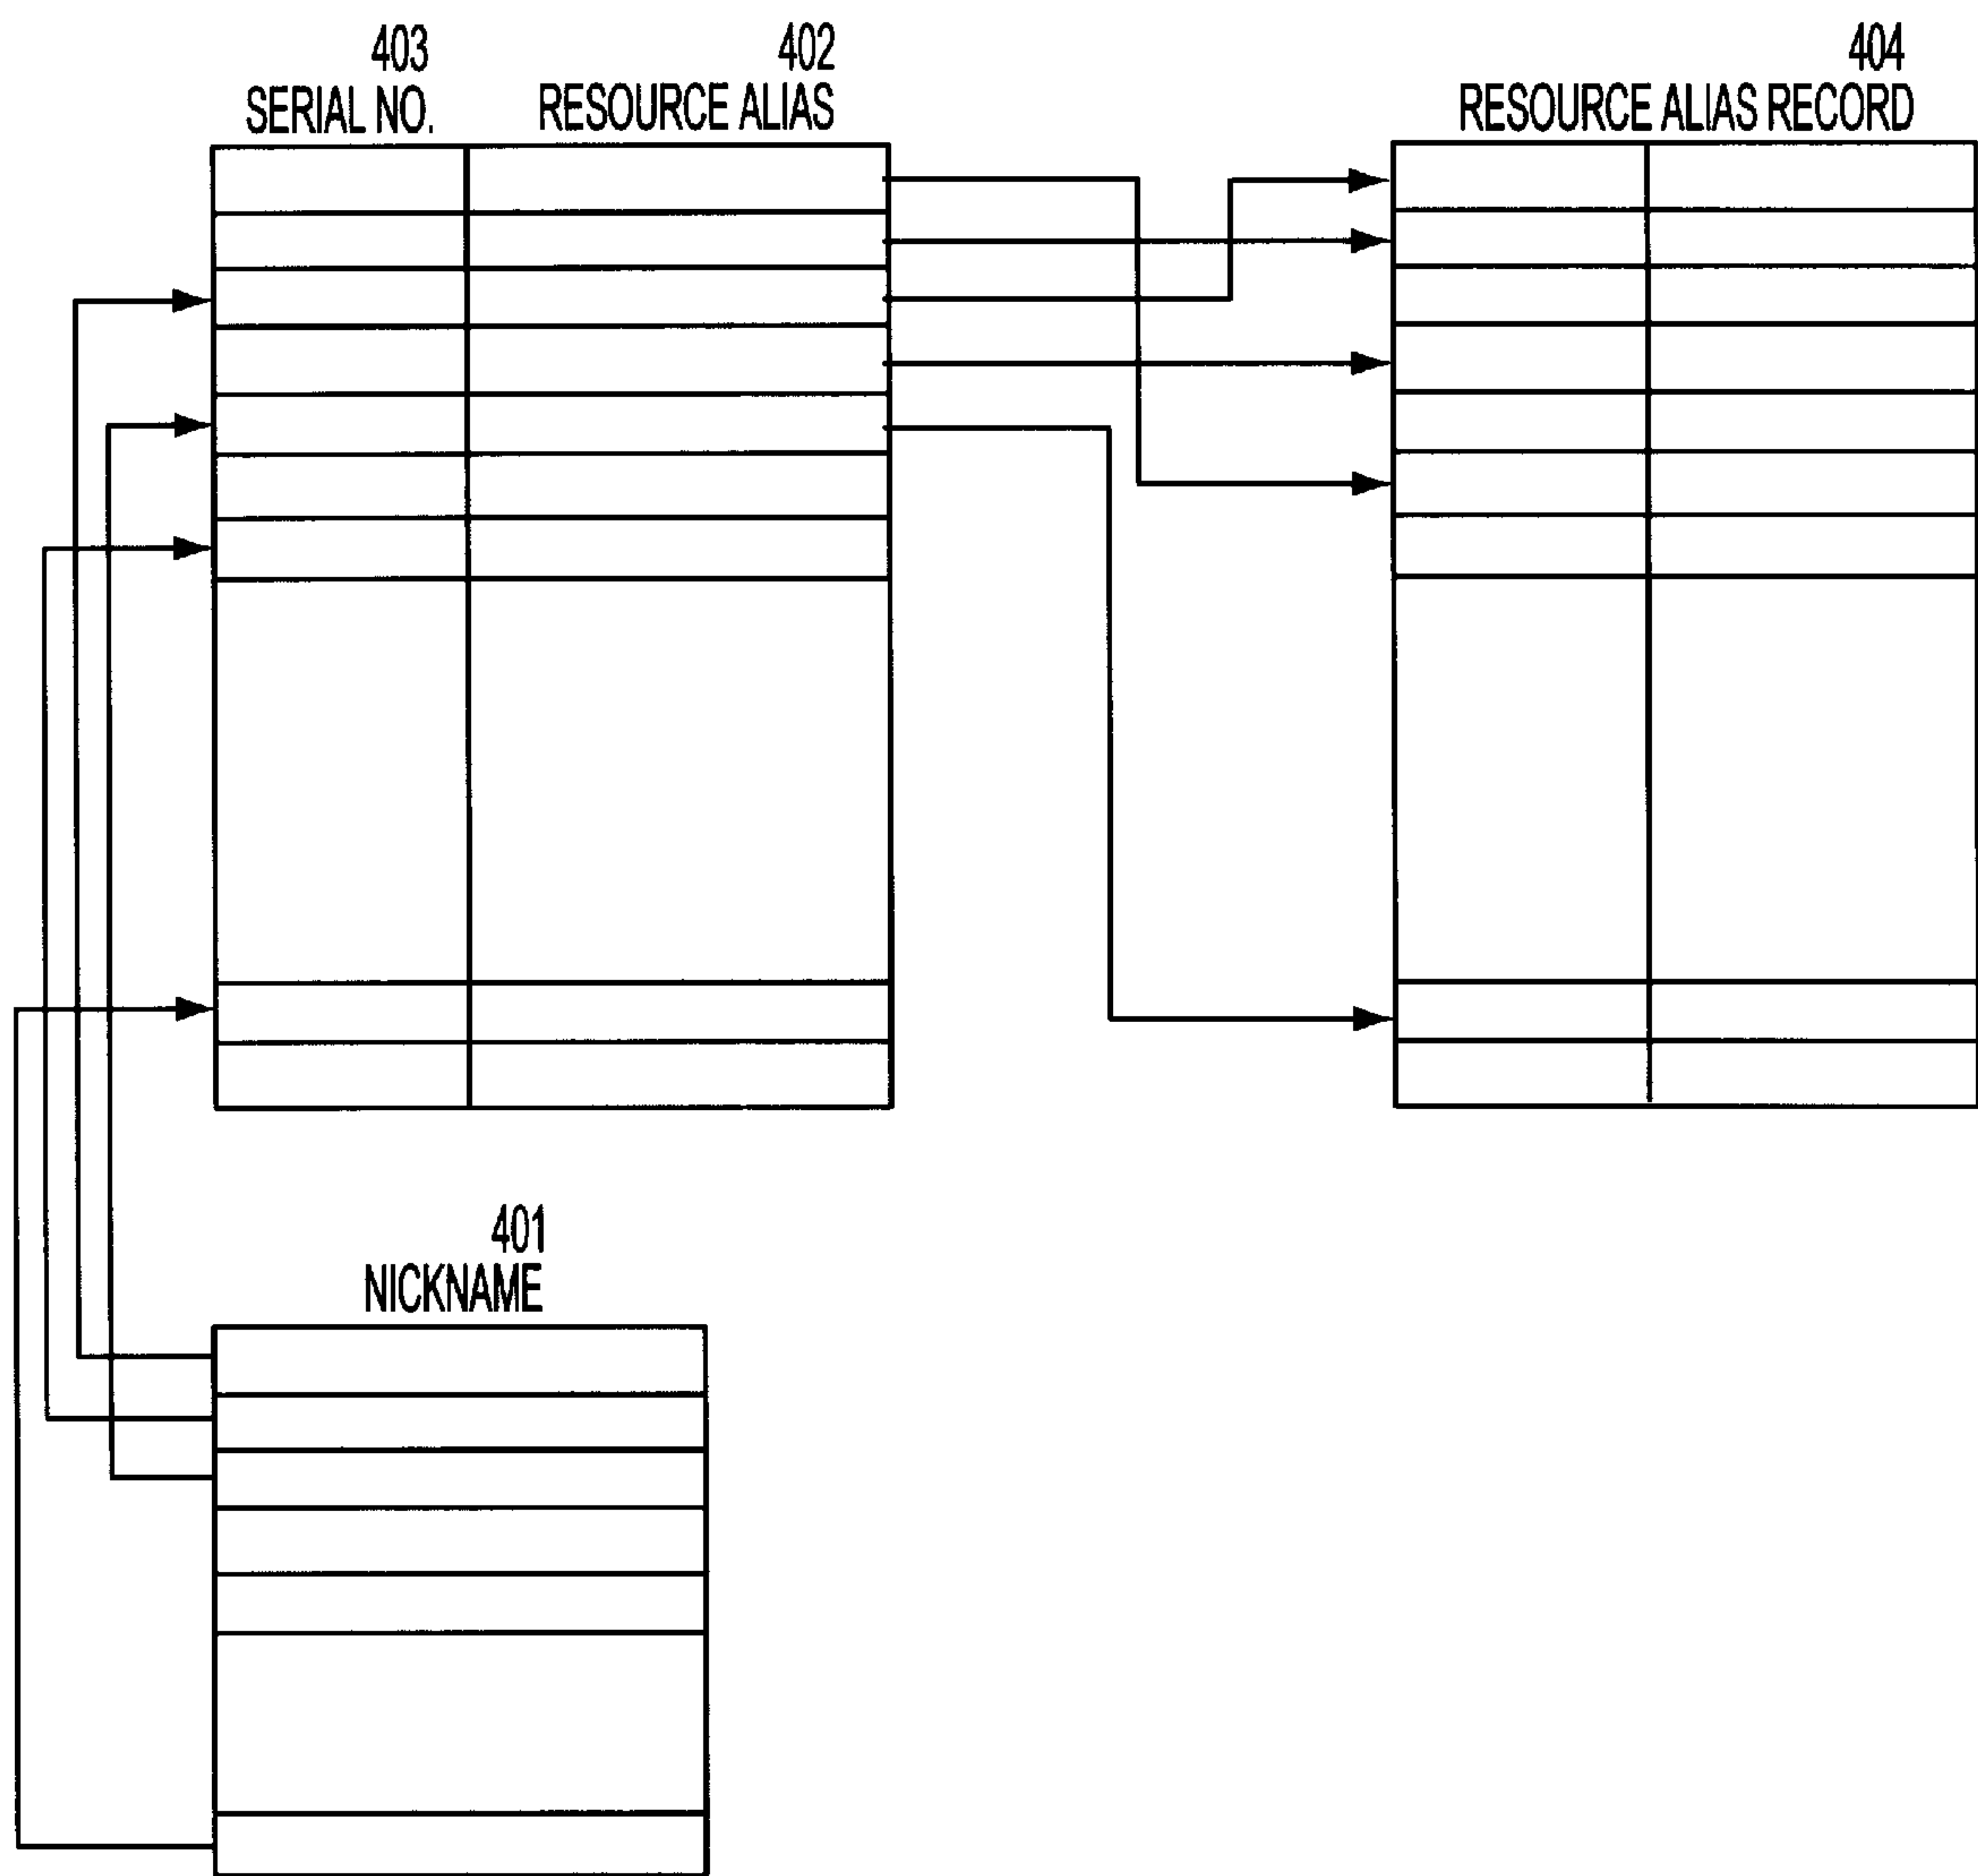 403 402 404
SERIAL NO. RESOURCE ALIAS RESOURCE ALIAS RECORD
401
NICKNAME